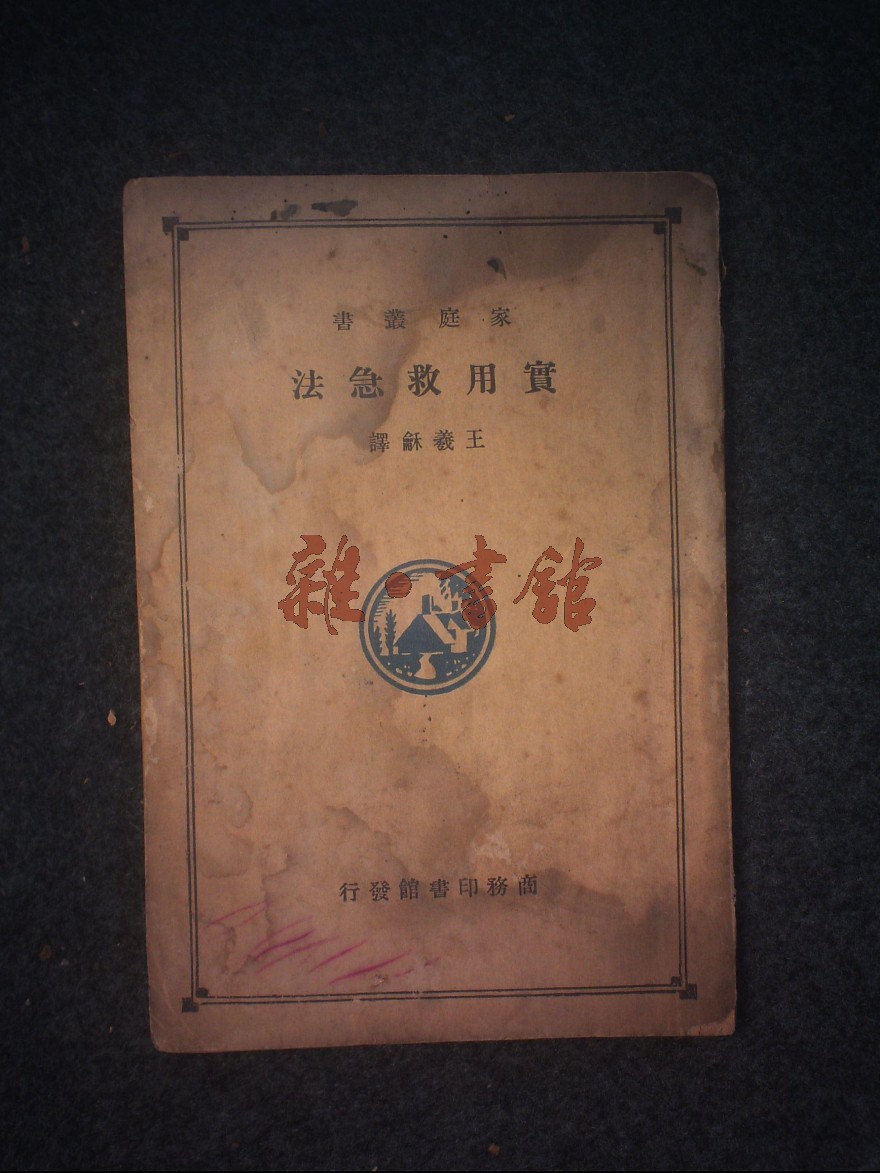 家庭叢書
實用救急法
王羲龢譯
雜·書館
商務印書館發行